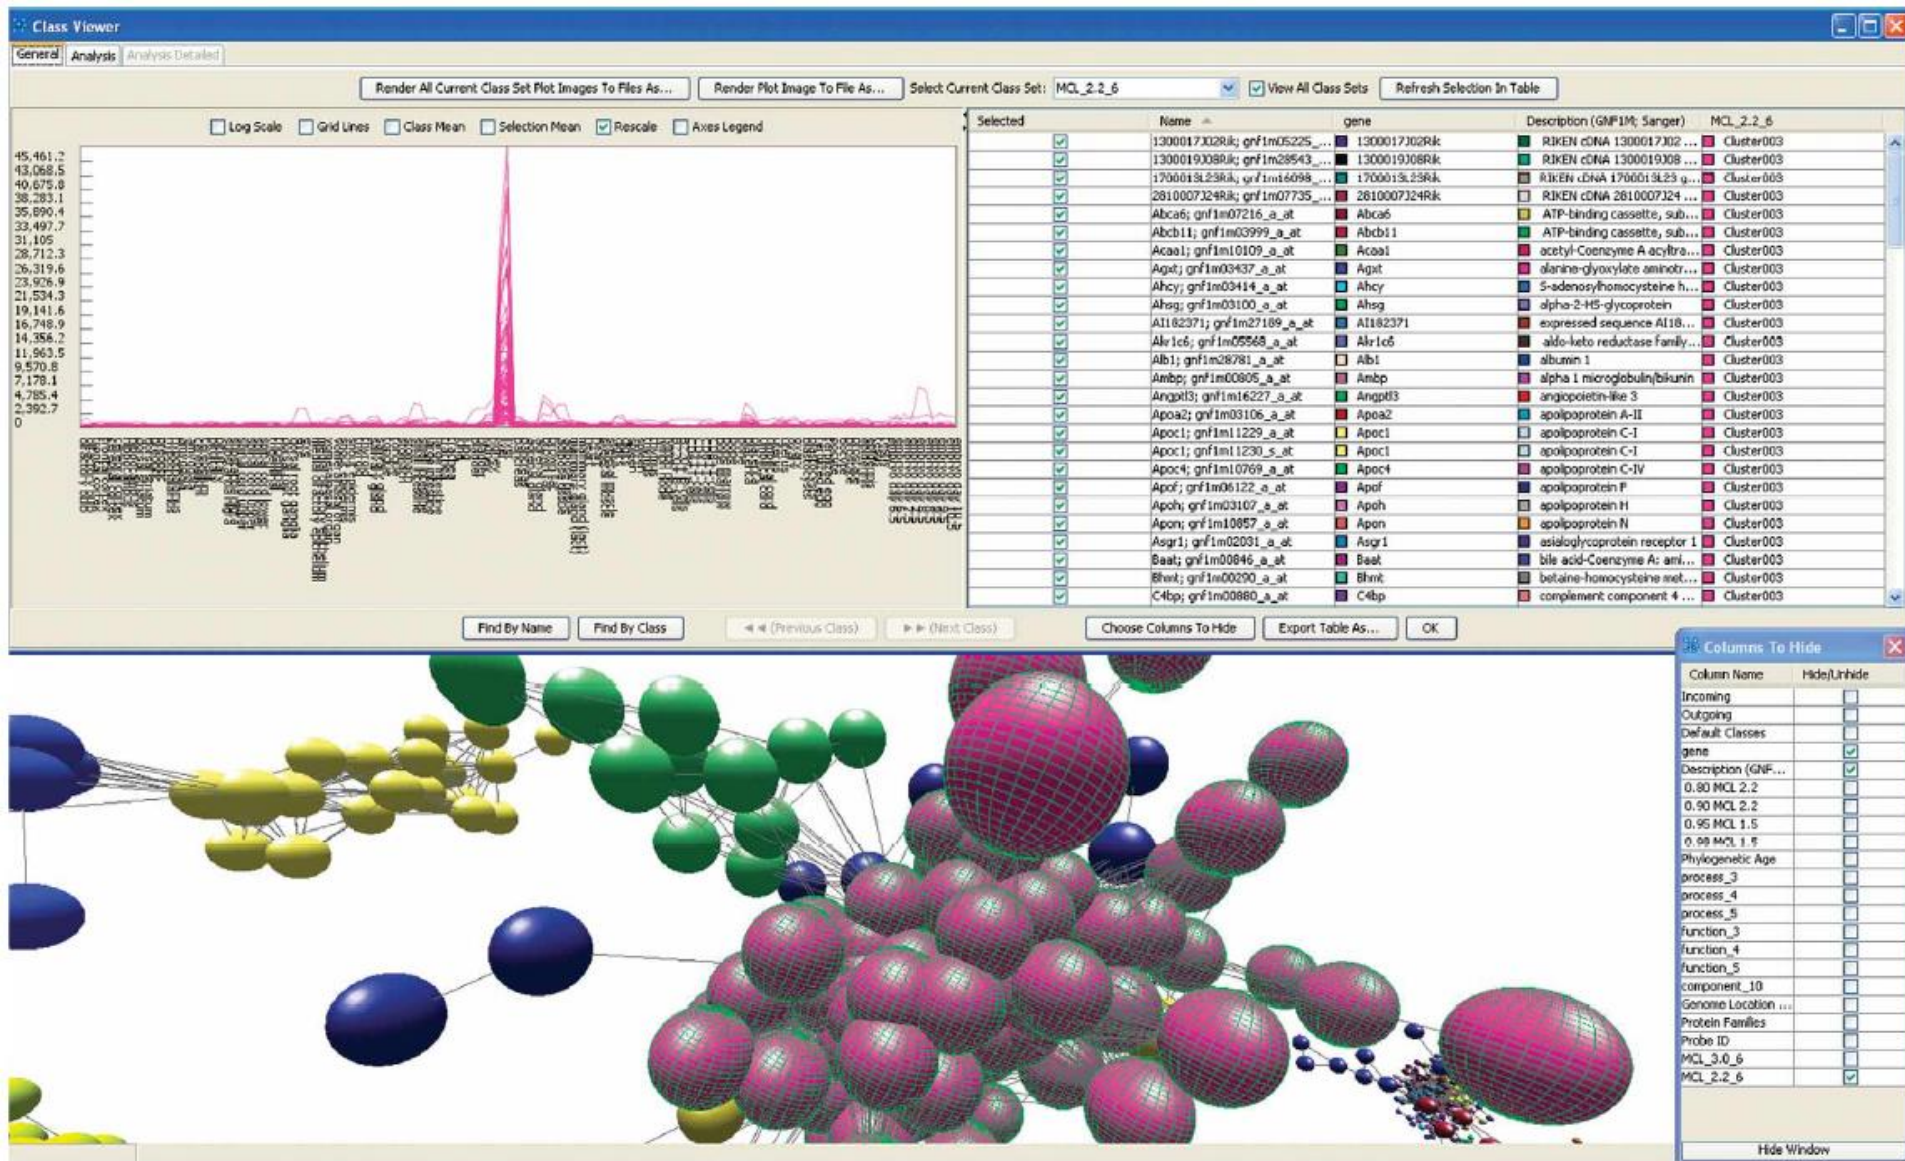 Class Viewer
General Analysis Analysis Detailed
Render All Current Class Set Plot Images To Files As... Render Plot Image To File As... Select Current Class Set: MCL_2.2_6 View All Class Sets Refresh Selection In Table
Log Scale Grid Lines Class Mean Selection Mean Rescale Axes Legend
45,461.2
43,068.5
40,675.8
38,283.1
35,890.4
33,497.7
31,105
28,712.3
26,319.6
23,926.9
21,534.3
19,141.6
16,748.9
14,356.2
11,963.5
9,570.8
7,178.1
4,785.4
2,392.7
0
Selected Name gene Description (GNF1M; Sanger) MCL_2.2_6
1300017J02Rik; gnf1m05225_... 1300017J02Rik RIKEN cDNA 1300017J02 ... Cluster003
1300019J08Rik; gnf1m28543_... 1300019J08Rik RIKEN cDNA 1300019J08 ... Cluster003
1700013L23Rik; gnf1m16098_... 1700013L23Rik RIKEN cDNA 1700013L23 g... Cluster003
2810007J24Rik; gnf1m07735_... 2810007J24Rik RIKEN cDNA 2810007J24 ... Cluster003
Abca6; gnf1m07216_a_at Abca6 ATP-binding cassette, sub... Cluster003
Abcb11; gnf1m03999_a_at Abcb11 ATP-binding cassette, sub... Cluster003
Acaa1; gnf1m10109_a_at Acaa1 acetyl-Coenzyme A acyltra... Cluster003
Agxt; gnf1m03437_a_at Agxt alanine-glyoxylate aminotr... Cluster003
Ahcy; gnf1m03414_a_at Ahcy S-adenosylhomocysteine h... Cluster003
Ahsg; gnf1m03100_a_at Ahsg alpha-2-HS-glycoprotein Cluster003
AI182371; gnf1m27189_a_at AI182371 expressed sequence AI18... Cluster003
Akr1c6; gnf1m05568_a_at Akr1c6 aldo-keto reductase family... Cluster003
Alb1; gnf1m28781_a_at Alb1 albumin 1 Cluster003
Ambp; gnf1m00805_a_at Ambp alpha 1 microglobulin/bikunin Cluster003
Angptl3; gnf1m16227_a_at Angptl3 angiopoietin-like 3 Cluster003
Apoa2; gnf1m03106_a_at Apoa2 apolipoprotein A-II Cluster003
Apoc1; gnf1m11229_a_at Apoc1 apolipoprotein C-I Cluster003
Apoc1; gnf1m11230_s_at Apoc1 apolipoprotein C-I Cluster003
Apoc4; gnf1m10769_a_at Apoc4 apolipoprotein C-IV Cluster003
Apof; gnf1m06122_a_at Apof apolipoprotein F Cluster003
Apoh; gnf1m03107_a_at Apoh apolipoprotein H Cluster003
Apon; gnf1m10857_a_at Apon apolipoprotein N Cluster003
Asgr1; gnf1m02031_a_at Asgr1 asialoglycoprotein receptor 1 Cluster003
Baat; gnf1m00846_a_at Baat bile acid-Coenzyme A: ami... Cluster003
Bhmt; gnf1m00290_a_at Bhmt betaine-homocysteine met... Cluster003
C4bp; gnf1m00880_a_at C4bp complement component 4 ... Cluster003
Find By Name Find By Class (Previous Class) (Next Class) Choose Columns To Hide Export Table As... OK
Columns To Hide
Column Name Hide/Unhide
Incoming
Outgoing
Default Classes
gene
Description (GNF...
0.80 MCL 2.2
0.90 MCL 2.2
0.95 MCL 1.5
0.98 MCL 1.5
Phylogenetic Age
process_3
process_4
process_5
function_3
function_4
function_5
component_10
Genome Location ...
Protein Families
Probe ID
MCL_3.0_6
MCL_2.2_6
Hide Window